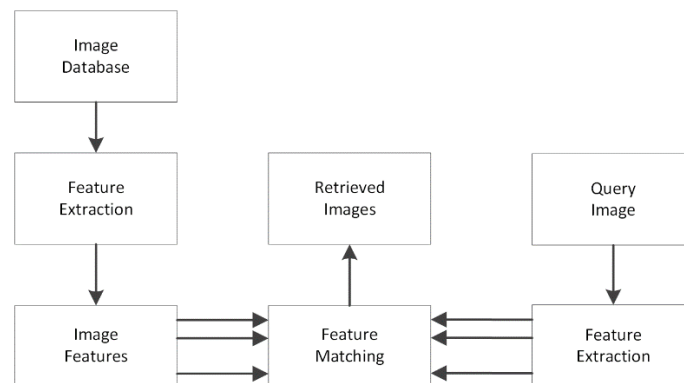 Image
Database
Feature
Extraction
Retrieved
Images
Query
Image
Image
Features
Feature
Matching
Feature
Extraction